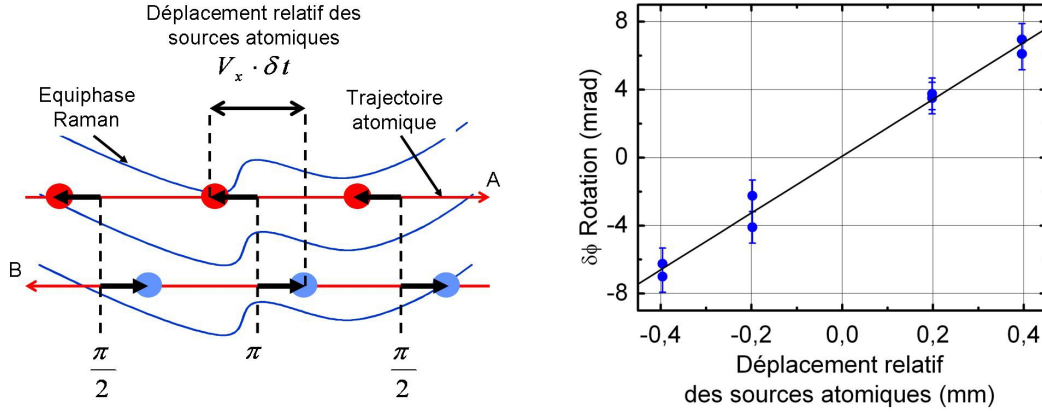 Déplacement relatif des
sources atomiques
V_x · δt
Equiphase
Raman
Trajectoire
atomique
A
B
π/2
π
π/2
δϕ Rotation (mrad)
8
4
0
-4
-8
-0,4
-0,2
0,0
0,2
0,4
Déplacement relatif
des sources atomiques (mm)